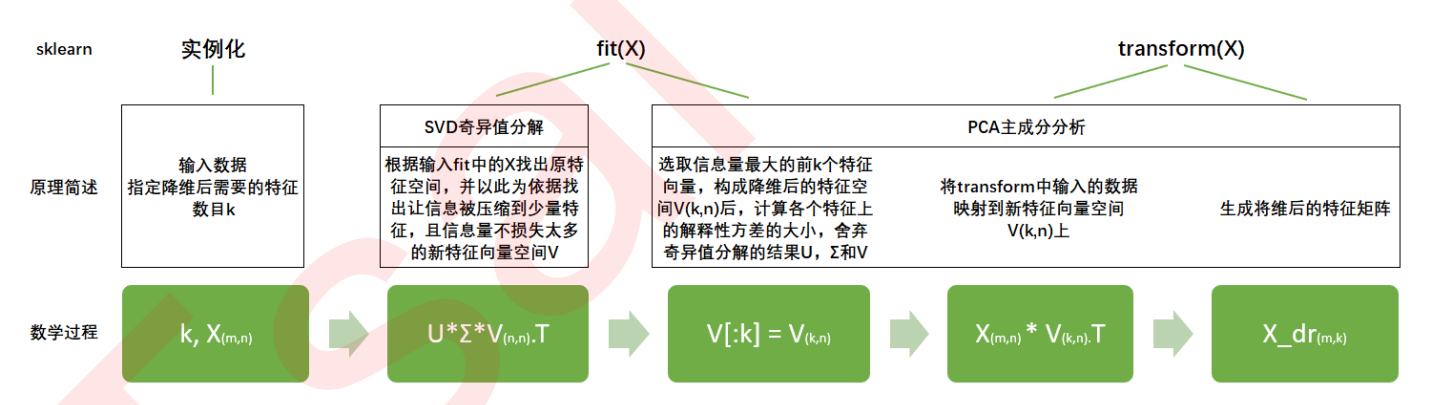 sklearn
实例化
fit(X)
transform(X)
原理简述
输入数据
指定降维后需要的特征
数目k
SVD奇异值分解
根据输入fit中的X找出原特
征空间，并以此为依据找
出让信息被压缩到少量特
征，且信息量不损失太多
的新特征向量空间V
PCA主成分分析
选取信息量最大的前k个特征
向量，构成降维后的特征空
间V(k,n)后，计算各个特征上
的解释性方差的大小，舍弃
奇异值分解的结果U，Σ和V
将transform中输入的数据
映射到新特征向量空间
V(k,n)上
生成将维后的特征矩阵
数学过程
k, X(m,n)
U*Σ*V(n,n).T
V[:k] = V(k,n)
X(m,n) * V(k,n).T
X_dr(m,k)